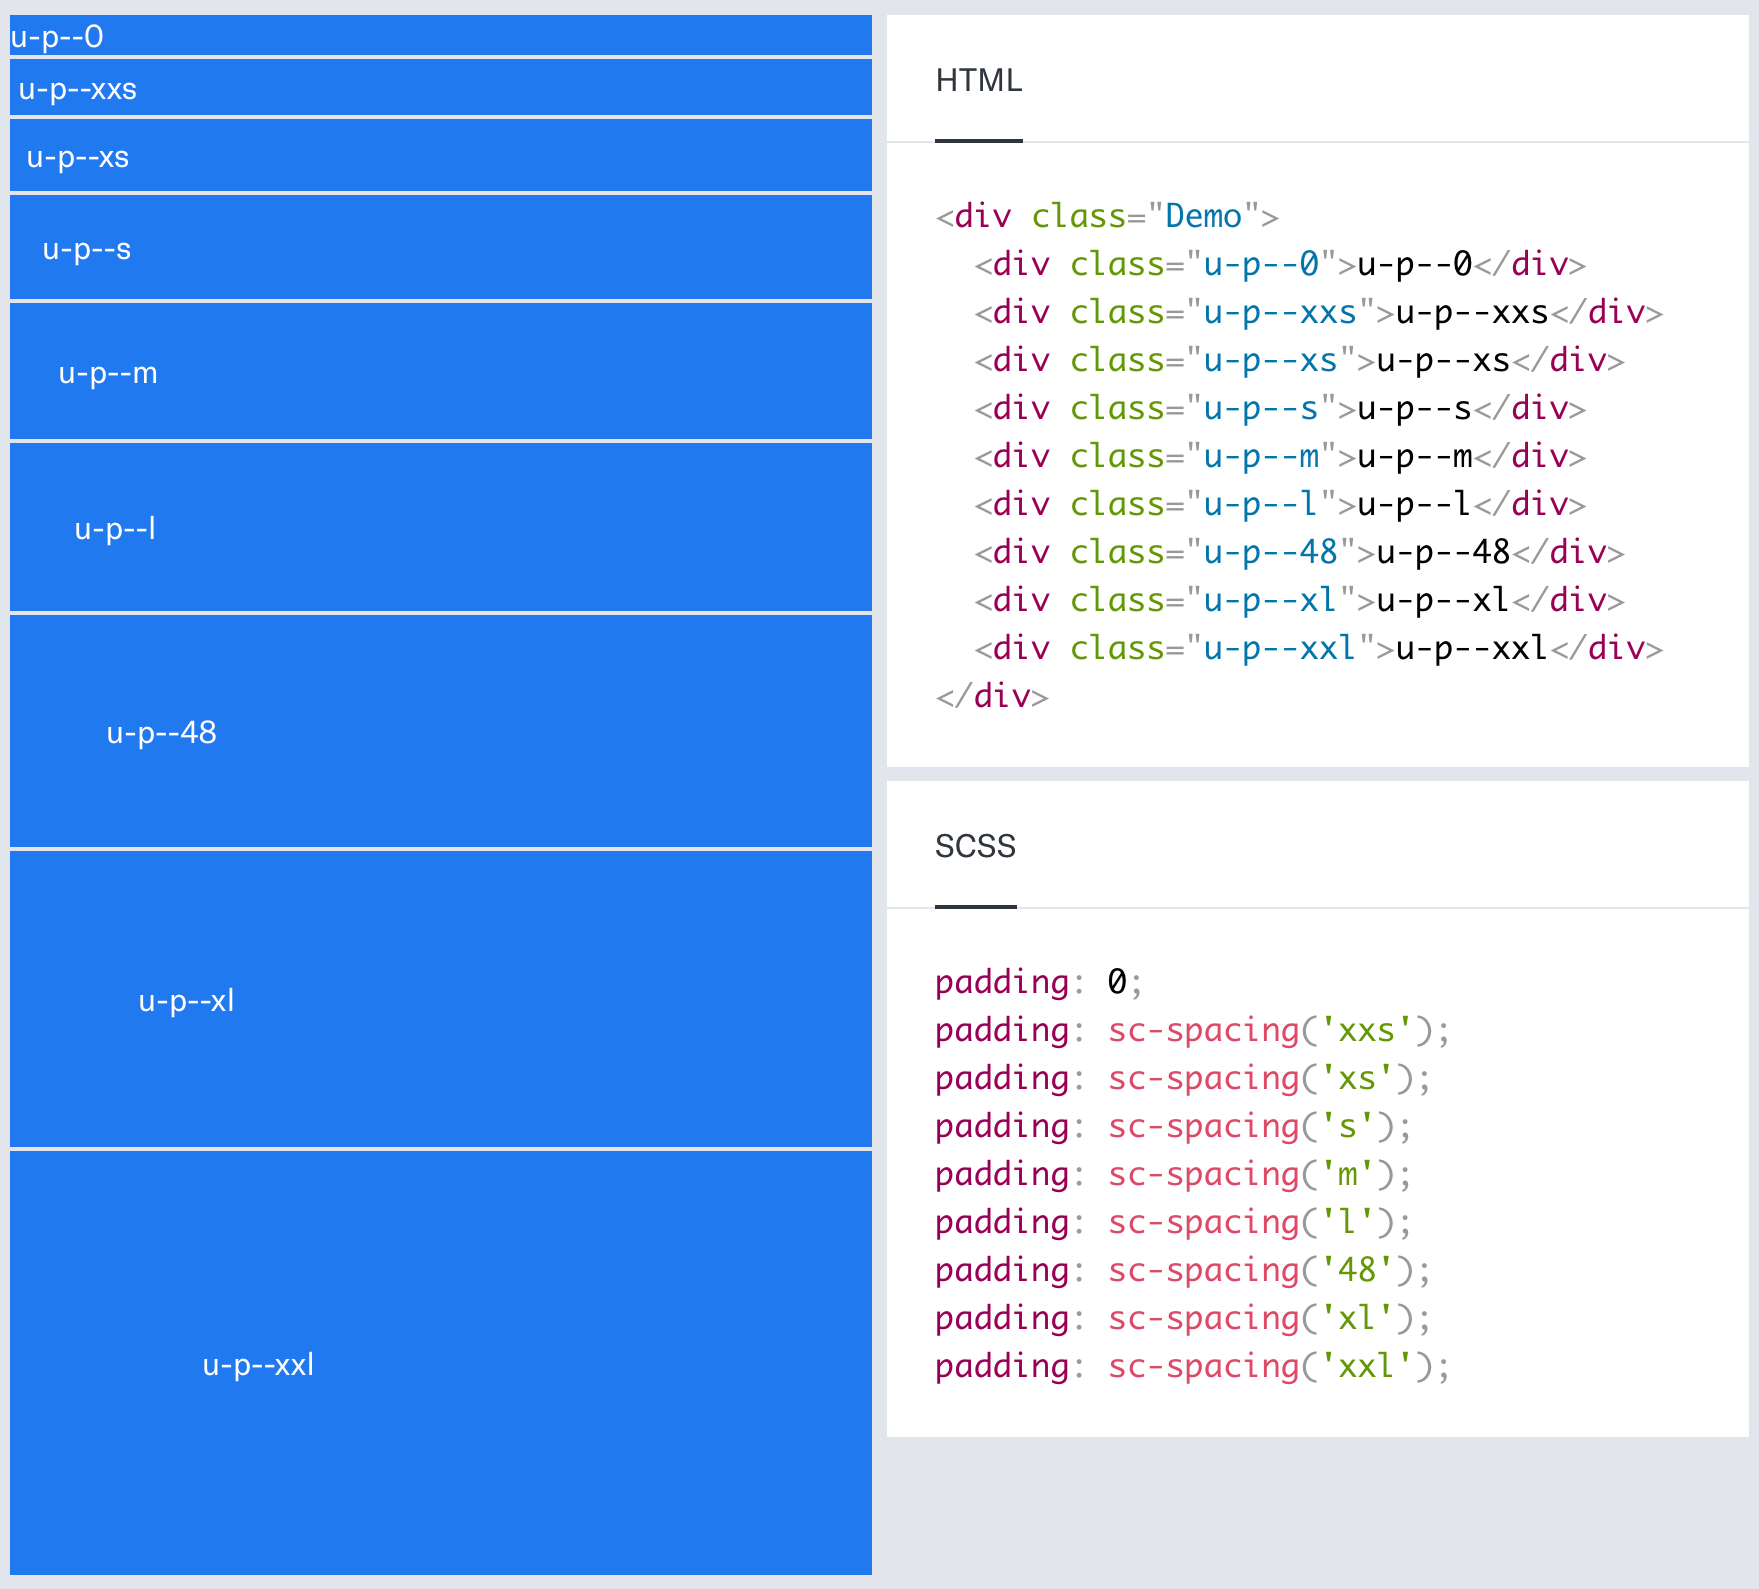 u-p--0
u-p--xxs
u-p--xs
u-p--s
u-p--m
u-p--l
u-p--48
u-p--xl
u-p--xxl
HTML
<div class="Demo">
  <div class="u-p--0">u-p--0</div>
  <div class="u-p--xxs">u-p--xxs</div>
  <div class="u-p--xs">u-p--xs</div>
  <div class="u-p--s">u-p--s</div>
  <div class="u-p--m">u-p--m</div>
  <div class="u-p--l">u-p--l</div>
  <div class="u-p--48">u-p--48</div>
  <div class="u-p--xl">u-p--xl</div>
  <div class="u-p--xxl">u-p--xxl</div>
</div>
SCSS
padding: 0;
padding: sc-spacing('xxs');
padding: sc-spacing('xs');
padding: sc-spacing('s');
padding: sc-spacing('m');
padding: sc-spacing('l');
padding: sc-spacing('48');
padding: sc-spacing('xl');
padding: sc-spacing('xxl');